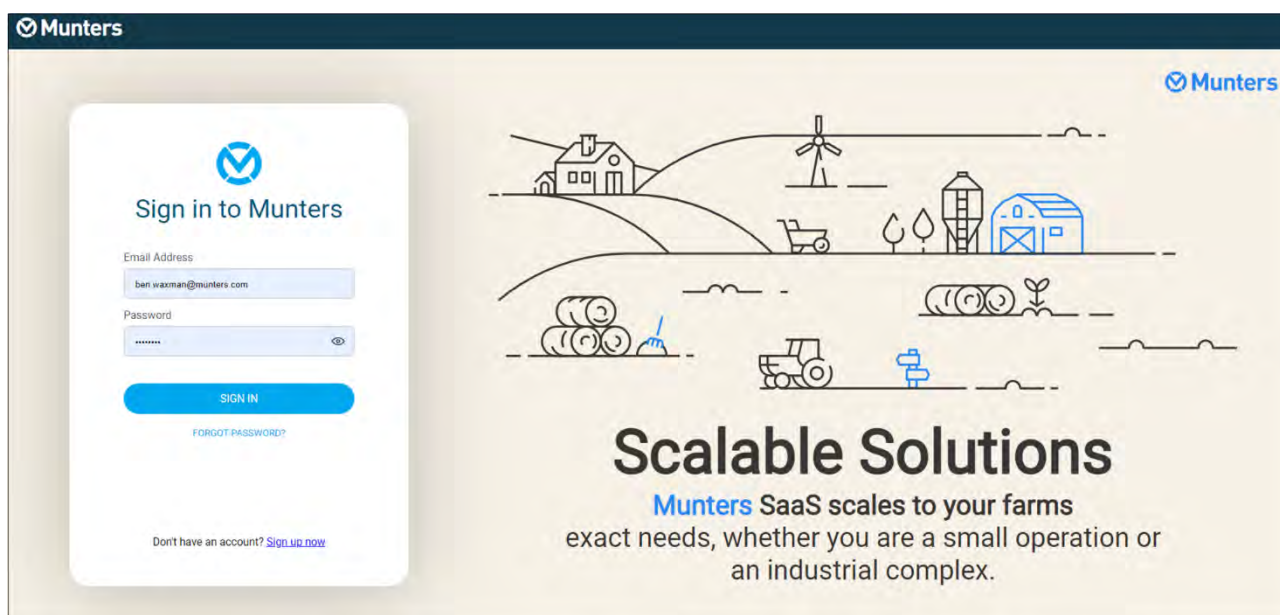 Munters
Munters
Sign in to Munters
Email Address
ben.waxman@munters.com
Password
••••••••
SIGN IN
FORGOT PASSWORD?
Don't have an account? Sign up now
Scalable Solutions
Munters SaaS scales to your farms
exact needs, whether you are a small operation or
an industrial complex.